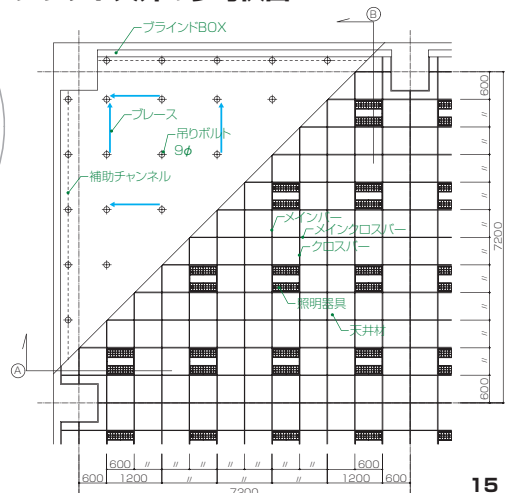 ブラインドBOX
B
ブレース
吊りボルト
9φ
補助チャンネル
メインバー
メインクロスバー
クロスバー
照明器具
天井材
A
600
〃
〃
〃
〃
〃
〃
〃
〃
〃
〃
600
7200
600
〃
〃
〃
〃
〃
〃
〃
〃
600
600
1200
〃
〃
〃
1200
600
7200
15